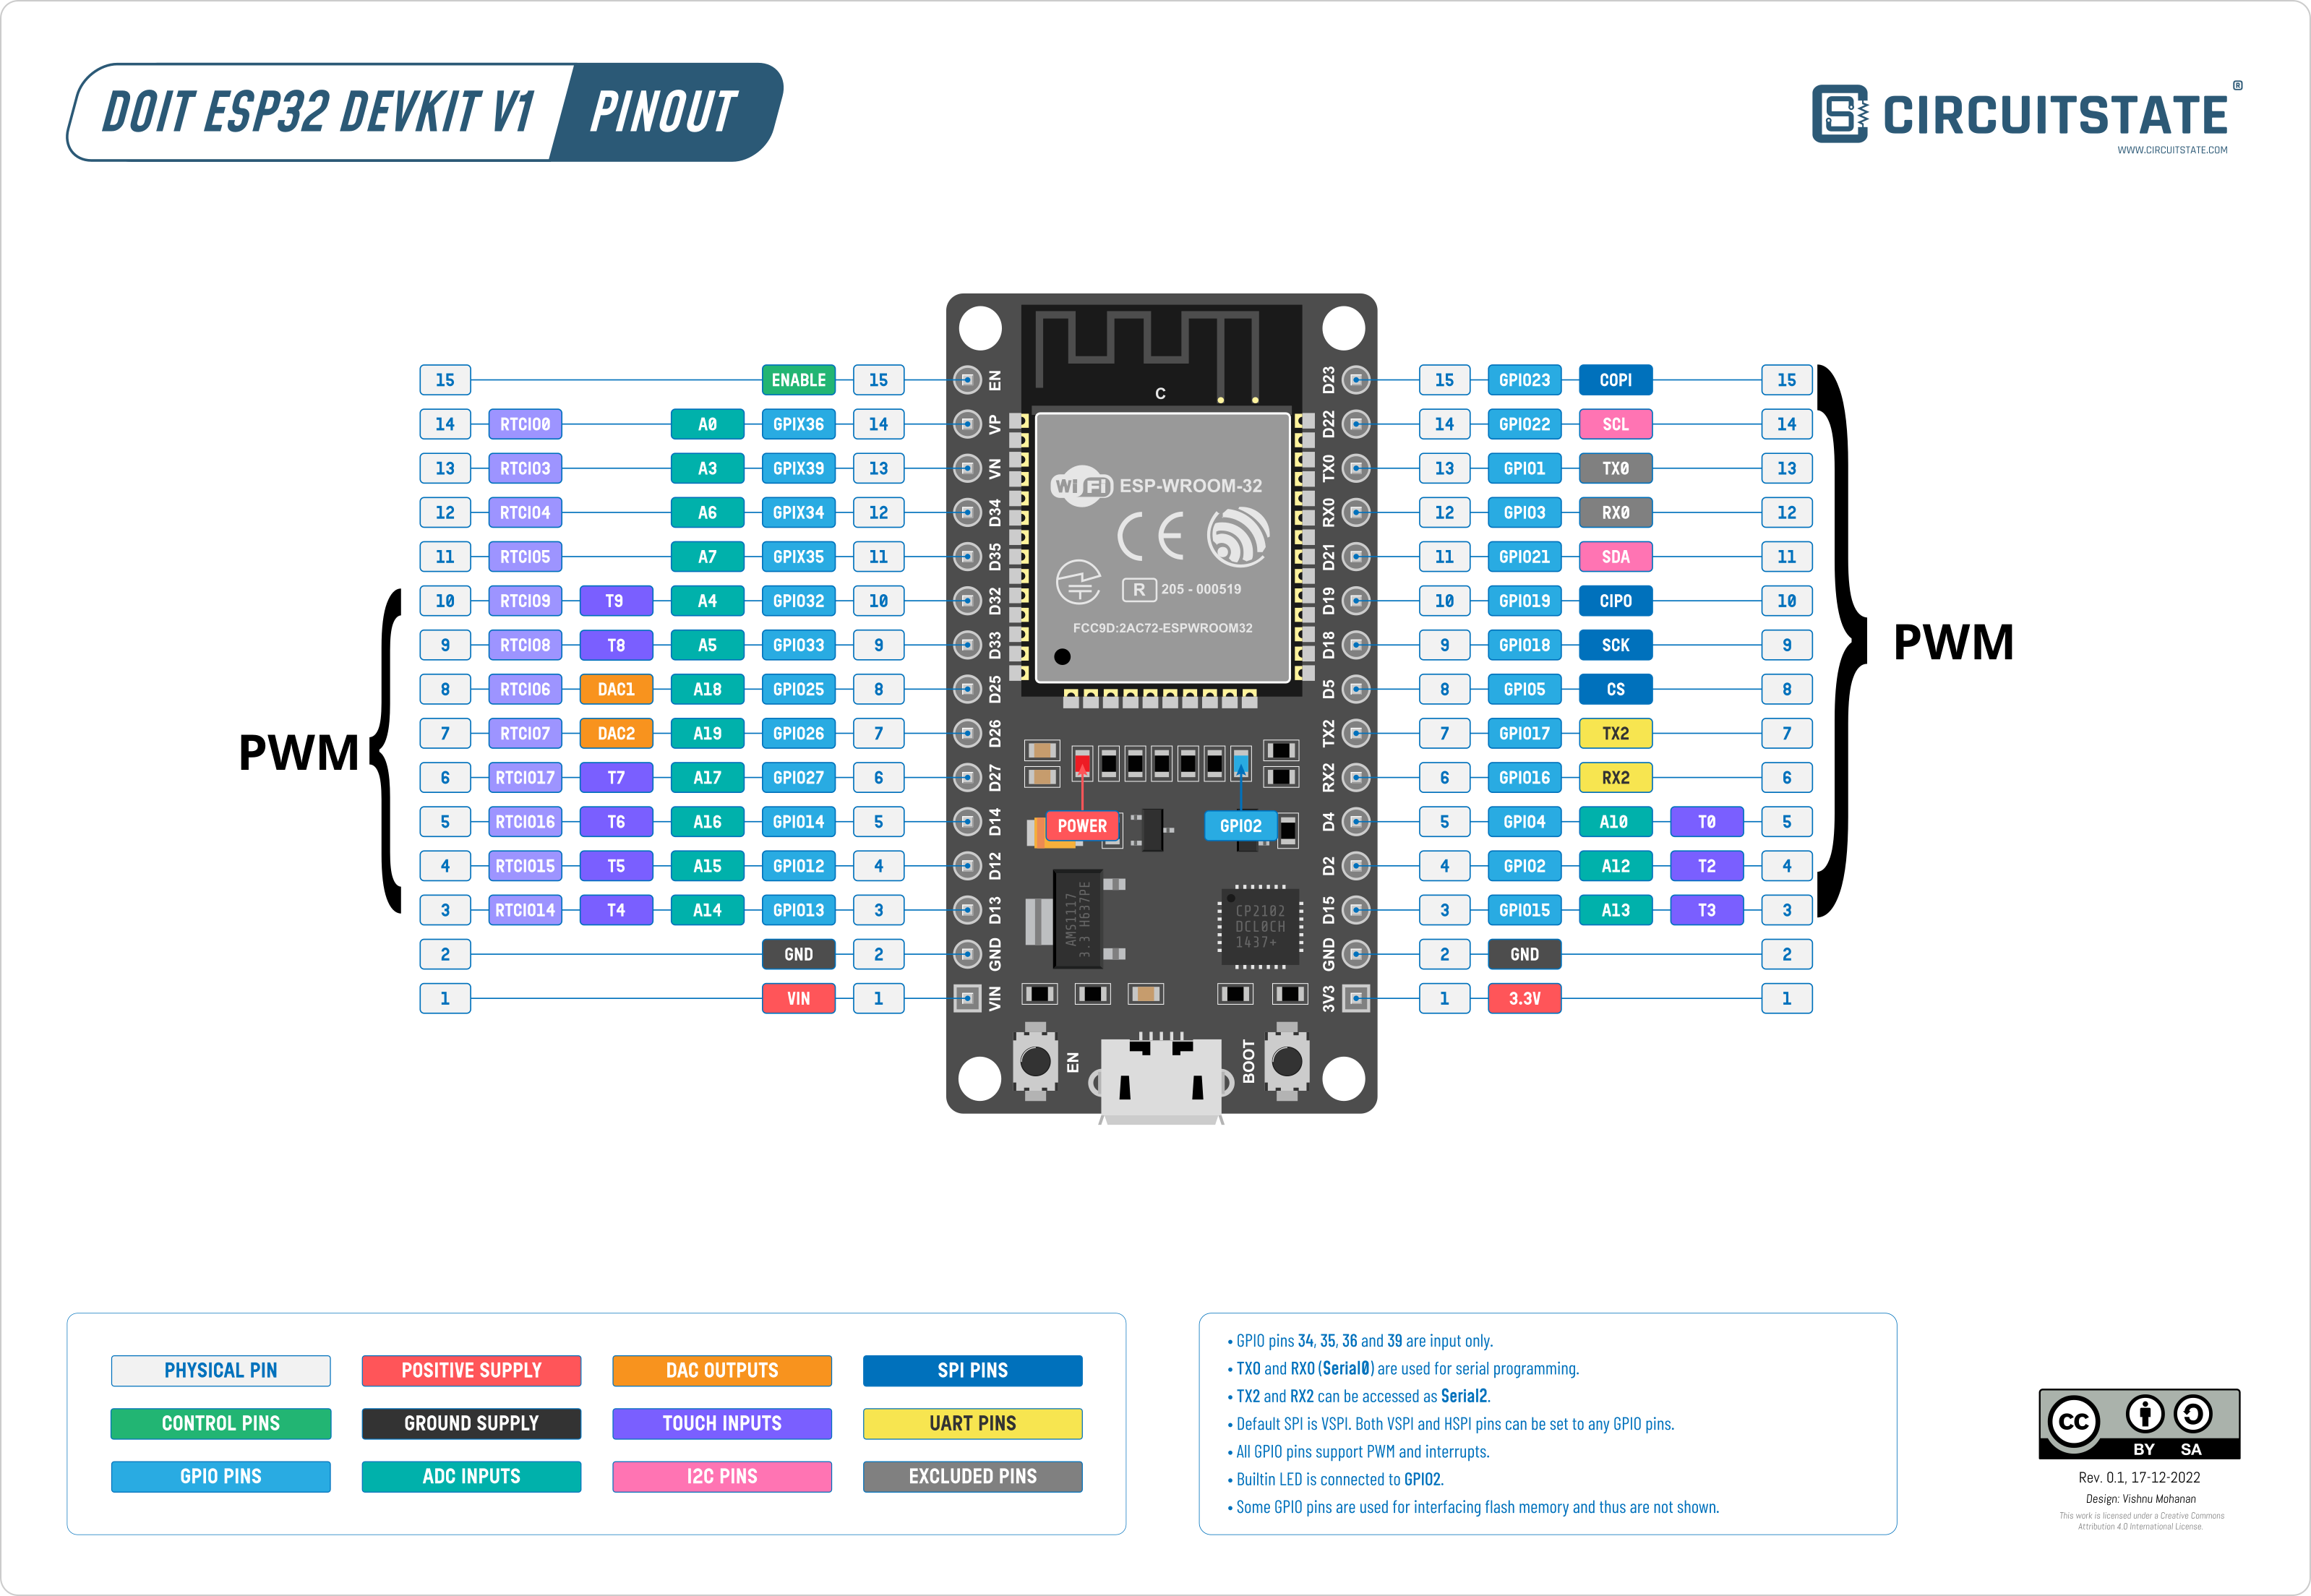 DOIT ESP32 DEVKIT V1 PINOUT
CIRCUITSTATE ®
WWW.CIRCUITSTATE.COM
C
15 ENABLE 15 EN D23 15 GPIO23 COPI 15
14 RTCIO0 A0 GPIX36 14 VP D22 14 GPIO22 SCL 14
13 RTCIO3 A3 GPIX39 13 VN TX0 13 GPIO1 TX0 13
12 RTCIO4 A6 GPIX34 12 D34 RX0 12 GPIO3 RX0 12
11 RTCIO5 A7 GPIX35 11 D35 D21 11 GPIO21 SDA 11
10 RTCIO9 T9 A4 GPIO32 10 D32 D19 10 GPIO19 CIPO 10
9 RTCIO8 T8 A5 GPIO33 9 D33 D18 9 GPIO18 SCK 9
8 RTCIO6 DAC1 A18 GPIO25 8 D25 D5 8 GPIO5 CS 8
7 RTCIO7 DAC2 A19 GPIO26 7 D26 TX2 7 GPIO17 TX2 7
6 RTCIO17 T7 A17 GPIO27 6 D27 RX2 6 GPIO16 RX2 6
5 RTCIO16 T6 A16 GPIO14 5 D14 D4 5 GPIO4 A10 T0 5
4 RTCIO15 T5 A15 GPIO12 4 D12 D2 4 GPIO2 A12 T2 4
3 RTCIO14 T4 A14 GPIO13 3 D13 D15 3 GPIO15 A13 T3 3
2 GND 2 GND GND 2 GND 2
1 VIN 1 VIN 3V3 1 3.3V 1
PWM
PWM
WiFi ESP-WROOM-32
CE
R 205 - 000519
FCC9D:2AC72-ESPWROOM32
POWER
GPIO2
AMS1117
3.3 H637PE
CP2102
DCL0CH
1437+
EN
BOOT
PHYSICAL PIN POSITIVE SUPPLY DAC OUTPUTS SPI PINS
CONTROL PINS GROUND SUPPLY TOUCH INPUTS UART PINS
GPIO PINS ADC INPUTS I2C PINS EXCLUDED PINS
• GPIO pins 34, 35, 36 and 39 are input only.
• TX0 and RX0 (Serial0) are used for serial programming.
• TX2 and RX2 can be accessed as Serial2.
• Default SPI is VSPI. Both VSPI and HSPI pins can be set to any GPIO pins.
• All GPIO pins support PWM and interrupts.
• Builtin LED is connected to GPIO2.
• Some GPIO pins are used for interfacing flash memory and thus are not shown.
CC
BY SA
Rev. 0.1, 17-12-2022
Design: Vishnu Mohanan
This work is licensed under a Creative Commons
Attribution 4.0 International License.